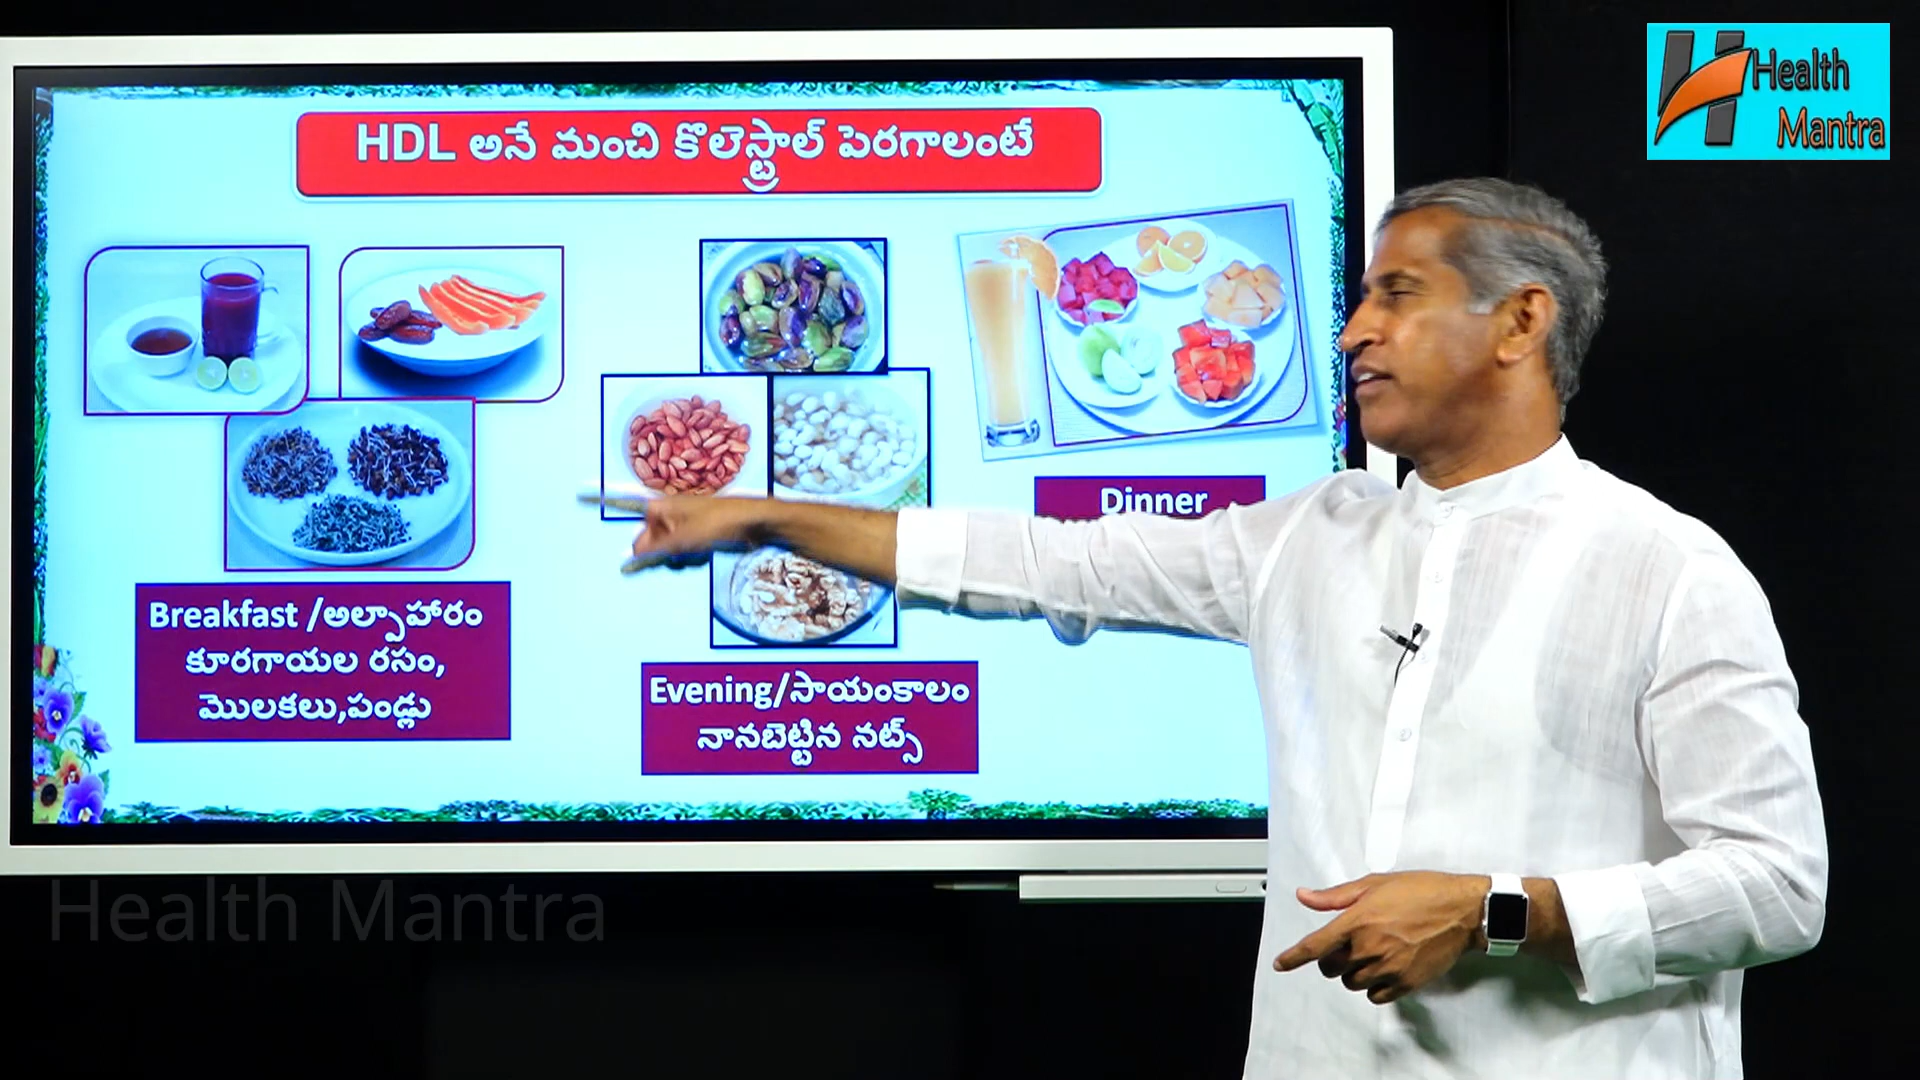 Health
Mantra
HDL అనే మంచి కొలెస్ట్రాల్ పెరగాలంటే
Breakfast /అల్పాహారం
కూరగాయల రసం,
మొలకలు,పండ్లు
Evening/సాయంకాలం
నానబెట్టిన నట్స్
Dinner
Health Mantra